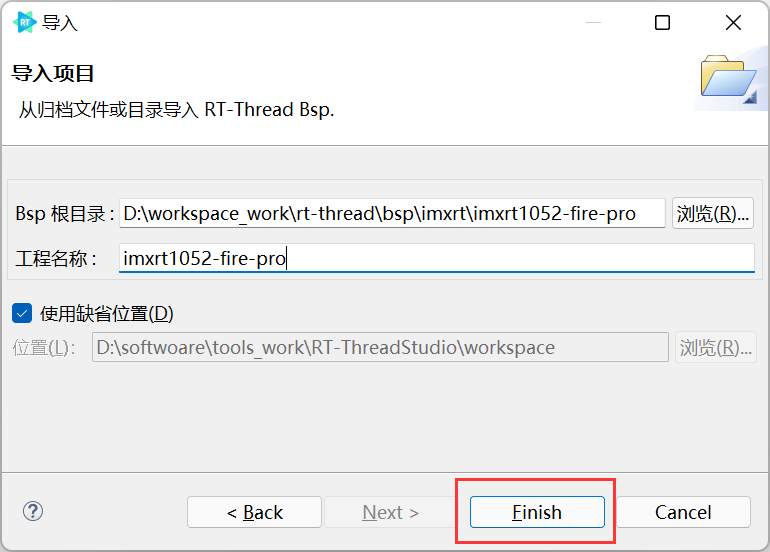 RT 导入
导入项目
从归档文件或目录导入 RT-Thread Bsp.
Bsp 根目录 : D:\workspace_work\rt-thread\bsp\imxrt\imxrt1052-fire-pro 浏览(R)...
工程名称 : imxrt1052-fire-pro
使用缺省位置(D)
位置(L): D:\softwoare\tools_work\RT-ThreadStudio\workspace 浏览(R)...
? < Back Next > Finish Cancel